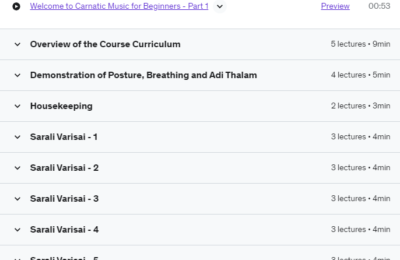 Welcome to Carnatic Music for Beginners - Part 1 Preview 00:53
Overview of the Course Curriculum 5 lectures • 9min
Demonstration of Posture, Breathing and Adi Thalam 4 lectures • 5min
Housekeeping 2 lectures • 3min
Sarali Varisai - 1 3 lectures • 4min
Sarali Varisai - 2 3 lectures • 4min
Sarali Varisai - 3 3 lectures • 4min
Sarali Varisai - 4 3 lectures • 4min
Sarali Varisai - 5 3 lectures • 4min